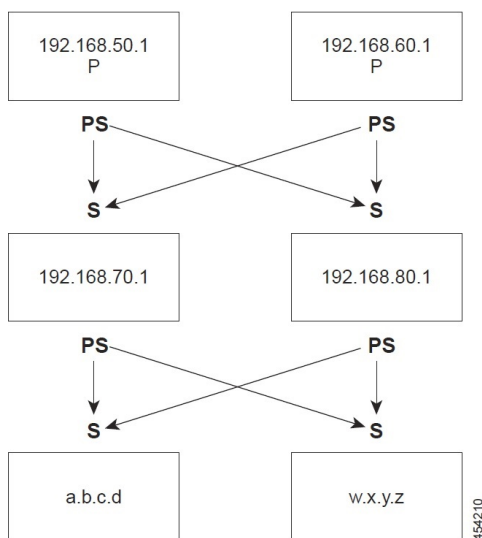 192.168.50.1
P
192.168.60.1
P
PS
PS
S
S
192.168.70.1
192.168.80.1
PS
PS
S
S
a.b.c.d
w.x.y.z
454210